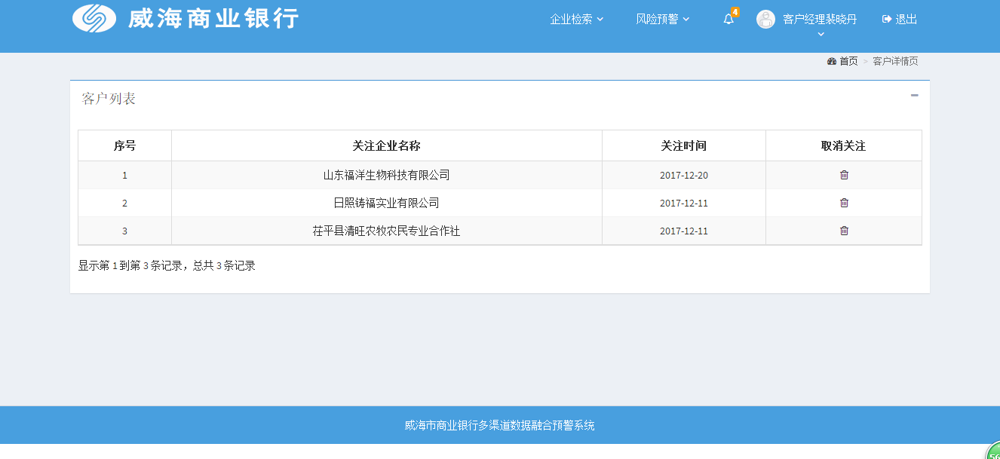 威海商业银行
企业检索
风险预警
4
客户经理裴晓丹
退出
首页 > 客户详情页
客户列表
序号 关注企业名称 关注时间 取消关注
1 山东福洋生物科技有限公司 2017-12-20
2 日照铸福实业有限公司 2017-12-11
3 茌平县清旺农牧农民专业合作社 2017-12-11
显示第 1 到第 3 条记录，总共 3 条记录
威海市商业银行多渠道数据融合预警系统